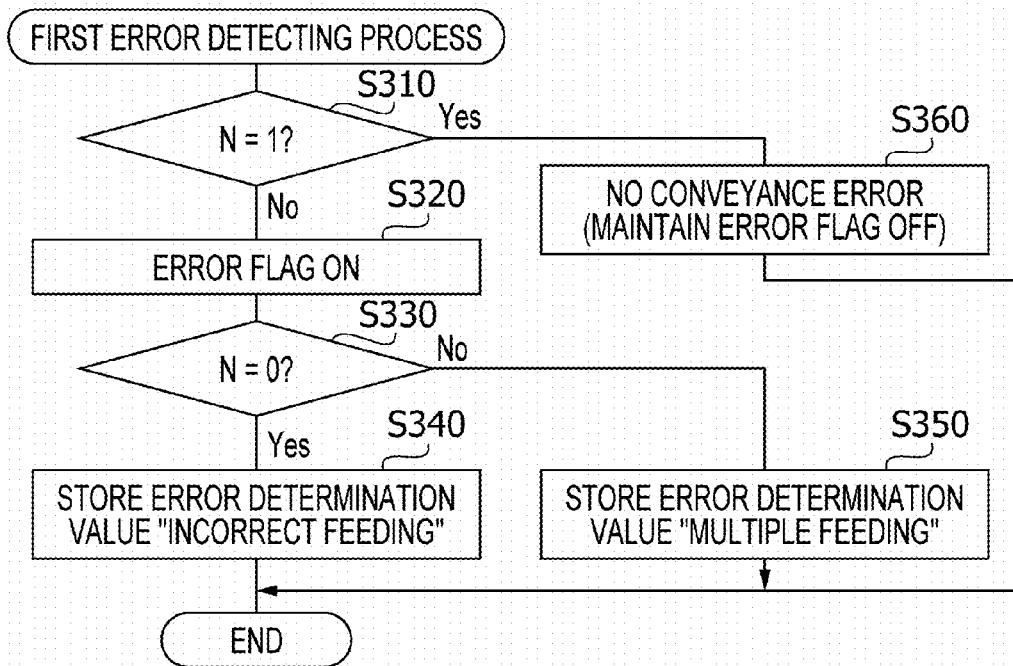 FIRST ERROR DETECTING PROCESS
S310
N = 1?
Yes
No
S360
NO CONVEYANCE ERROR
(MAINTAIN ERROR FLAG OFF)
S320
ERROR FLAG ON
S330
N = 0?
No
Yes
S340
STORE ERROR DETERMINATION
VALUE "INCORRECT FEEDING"
S350
STORE ERROR DETERMINATION
VALUE "MULTIPLE FEEDING"
END